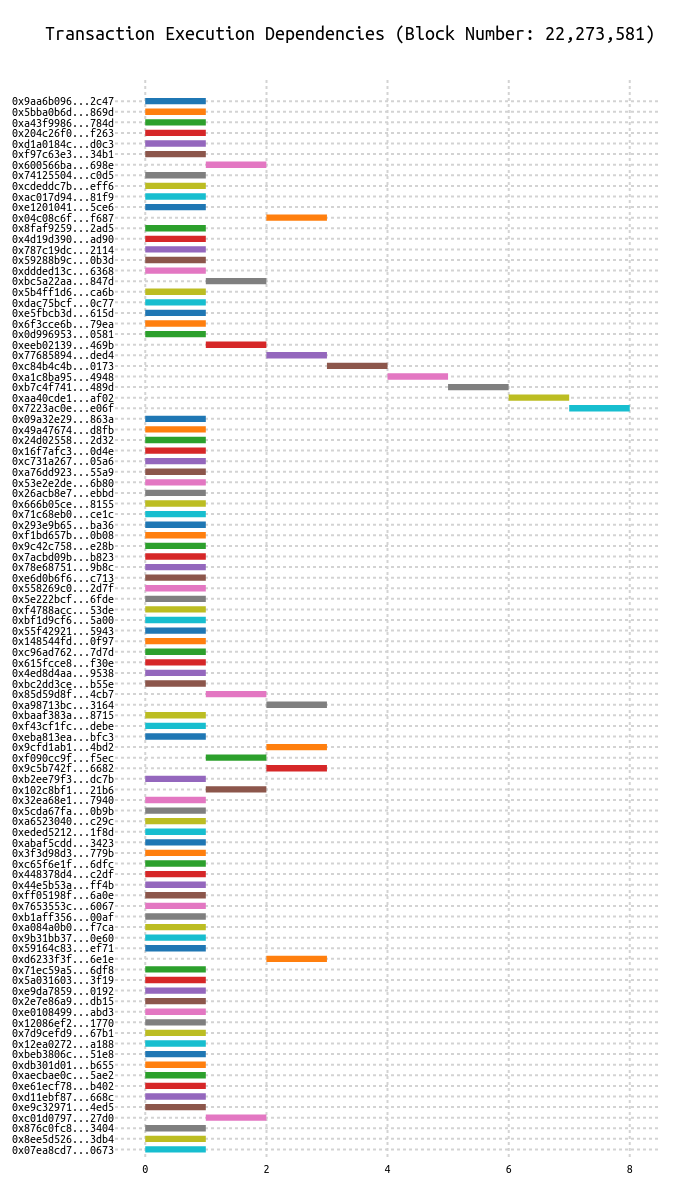 Transaction Execution Dependencies (Block Number: 22,273,581)
0x9aa6b096...2c47
0x5bba0b6d...869d
0xa43f9986...784d
0x204c26f0...f263
0xd1a0184c...d0c3
0xf97c63e3...34b1
0x600566ba...698e
0x74125504...c0d5
0xcdeddc7b...eff6
0xac017d94...81f9
0xe1201041...5ce6
0x04c08c6f...f687
0x8faf9259...2ad5
0x4d19d390...ad90
0x787c19dc...2114
0x59288b9c...0b3d
0xddded13c...6368
0xbc5a22aa...847d
0x5b4ff1d6...ca6b
0xdac75bcf...0c77
0xe5fbcb3d...615d
0x6f3cce6b...79ea
0x0d996953...0581
0xeeb02139...469b
0x77685894...ded4
0xc84b4c4b...0173
0xa1c8ba95...4948
0xb7c4f741...489d
0xaa40cde1...af02
0x7223ac0e...e06f
0x09a32e29...863a
0x49a47674...d8fb
0x24d02558...2d32
0x16f7afc3...0d4e
0xc731a267...05a6
0xa76dd923...55a9
0x53e2e2de...6b80
0x26acb8e7...ebbd
0x666b05ce...8155
0x71c68eb0...ce1c
0x293e9b65...ba36
0xf1bd657b...0b08
0x9c42c758...e28b
0x7acbd09b...b823
0x78e68751...9b8c
0xe6d0b6f6...c713
0x558269c0...2d7f
0x5e222bcf...6fde
0xf4788acc...53de
0xbf1d9cf6...5a00
0x55f42921...5943
0x148544fd...0f97
0xc96ad762...7d7d
0x615fcce8...f30e
0x4ed8d4aa...9538
0xbc2dd3ce...b55e
0x85d59d8f...4cb7
0xa98713bc...3164
0xbaaf383a...8715
0xf43cf1fc...debe
0xeba813ea...bfc3
0x9cfd1ab1...4bd2
0xf090cc9f...f5ec
0x9c5b742f...6682
0xb2ee79f3...dc7b
0x102c8bf1...21b6
0x32ea68e1...7940
0x5cda67fa...0b9b
0xa6523040...c29c
0xeded5212...1f8d
0xabaf5cdd...3423
0x3f3d98d3...779b
0xc65f6e1f...6dfc
0x448378d4...c2df
0x44e5b53a...ff4b
0xff05198f...6a0e
0x7653553c...6067
0xb1aff356...00af
0xa084a0b0...f7ca
0x9b31bb37...0e60
0x59164c83...ef71
0xd6233f3f...6e1e
0x71ec59a5...6df8
0x5a031603...3f19
0xe9da7859...0192
0x2e7e86a9...db15
0xe0108499...abd3
0x12086ef2...1770
0x7d9cefd9...67b1
0x12ea0272...a188
0xbeb3806c...51e8
0xdb301d01...b655
0xaecbae0c...5ae2
0xe61ecf78...b402
0xd11ebf87...668c
0xe9c32971...4ed5
0xc01d0797...27d0
0x876c0fc8...3404
0x8ee5d526...3db4
0x07ea8cd7...0673
0 2 4 6 8